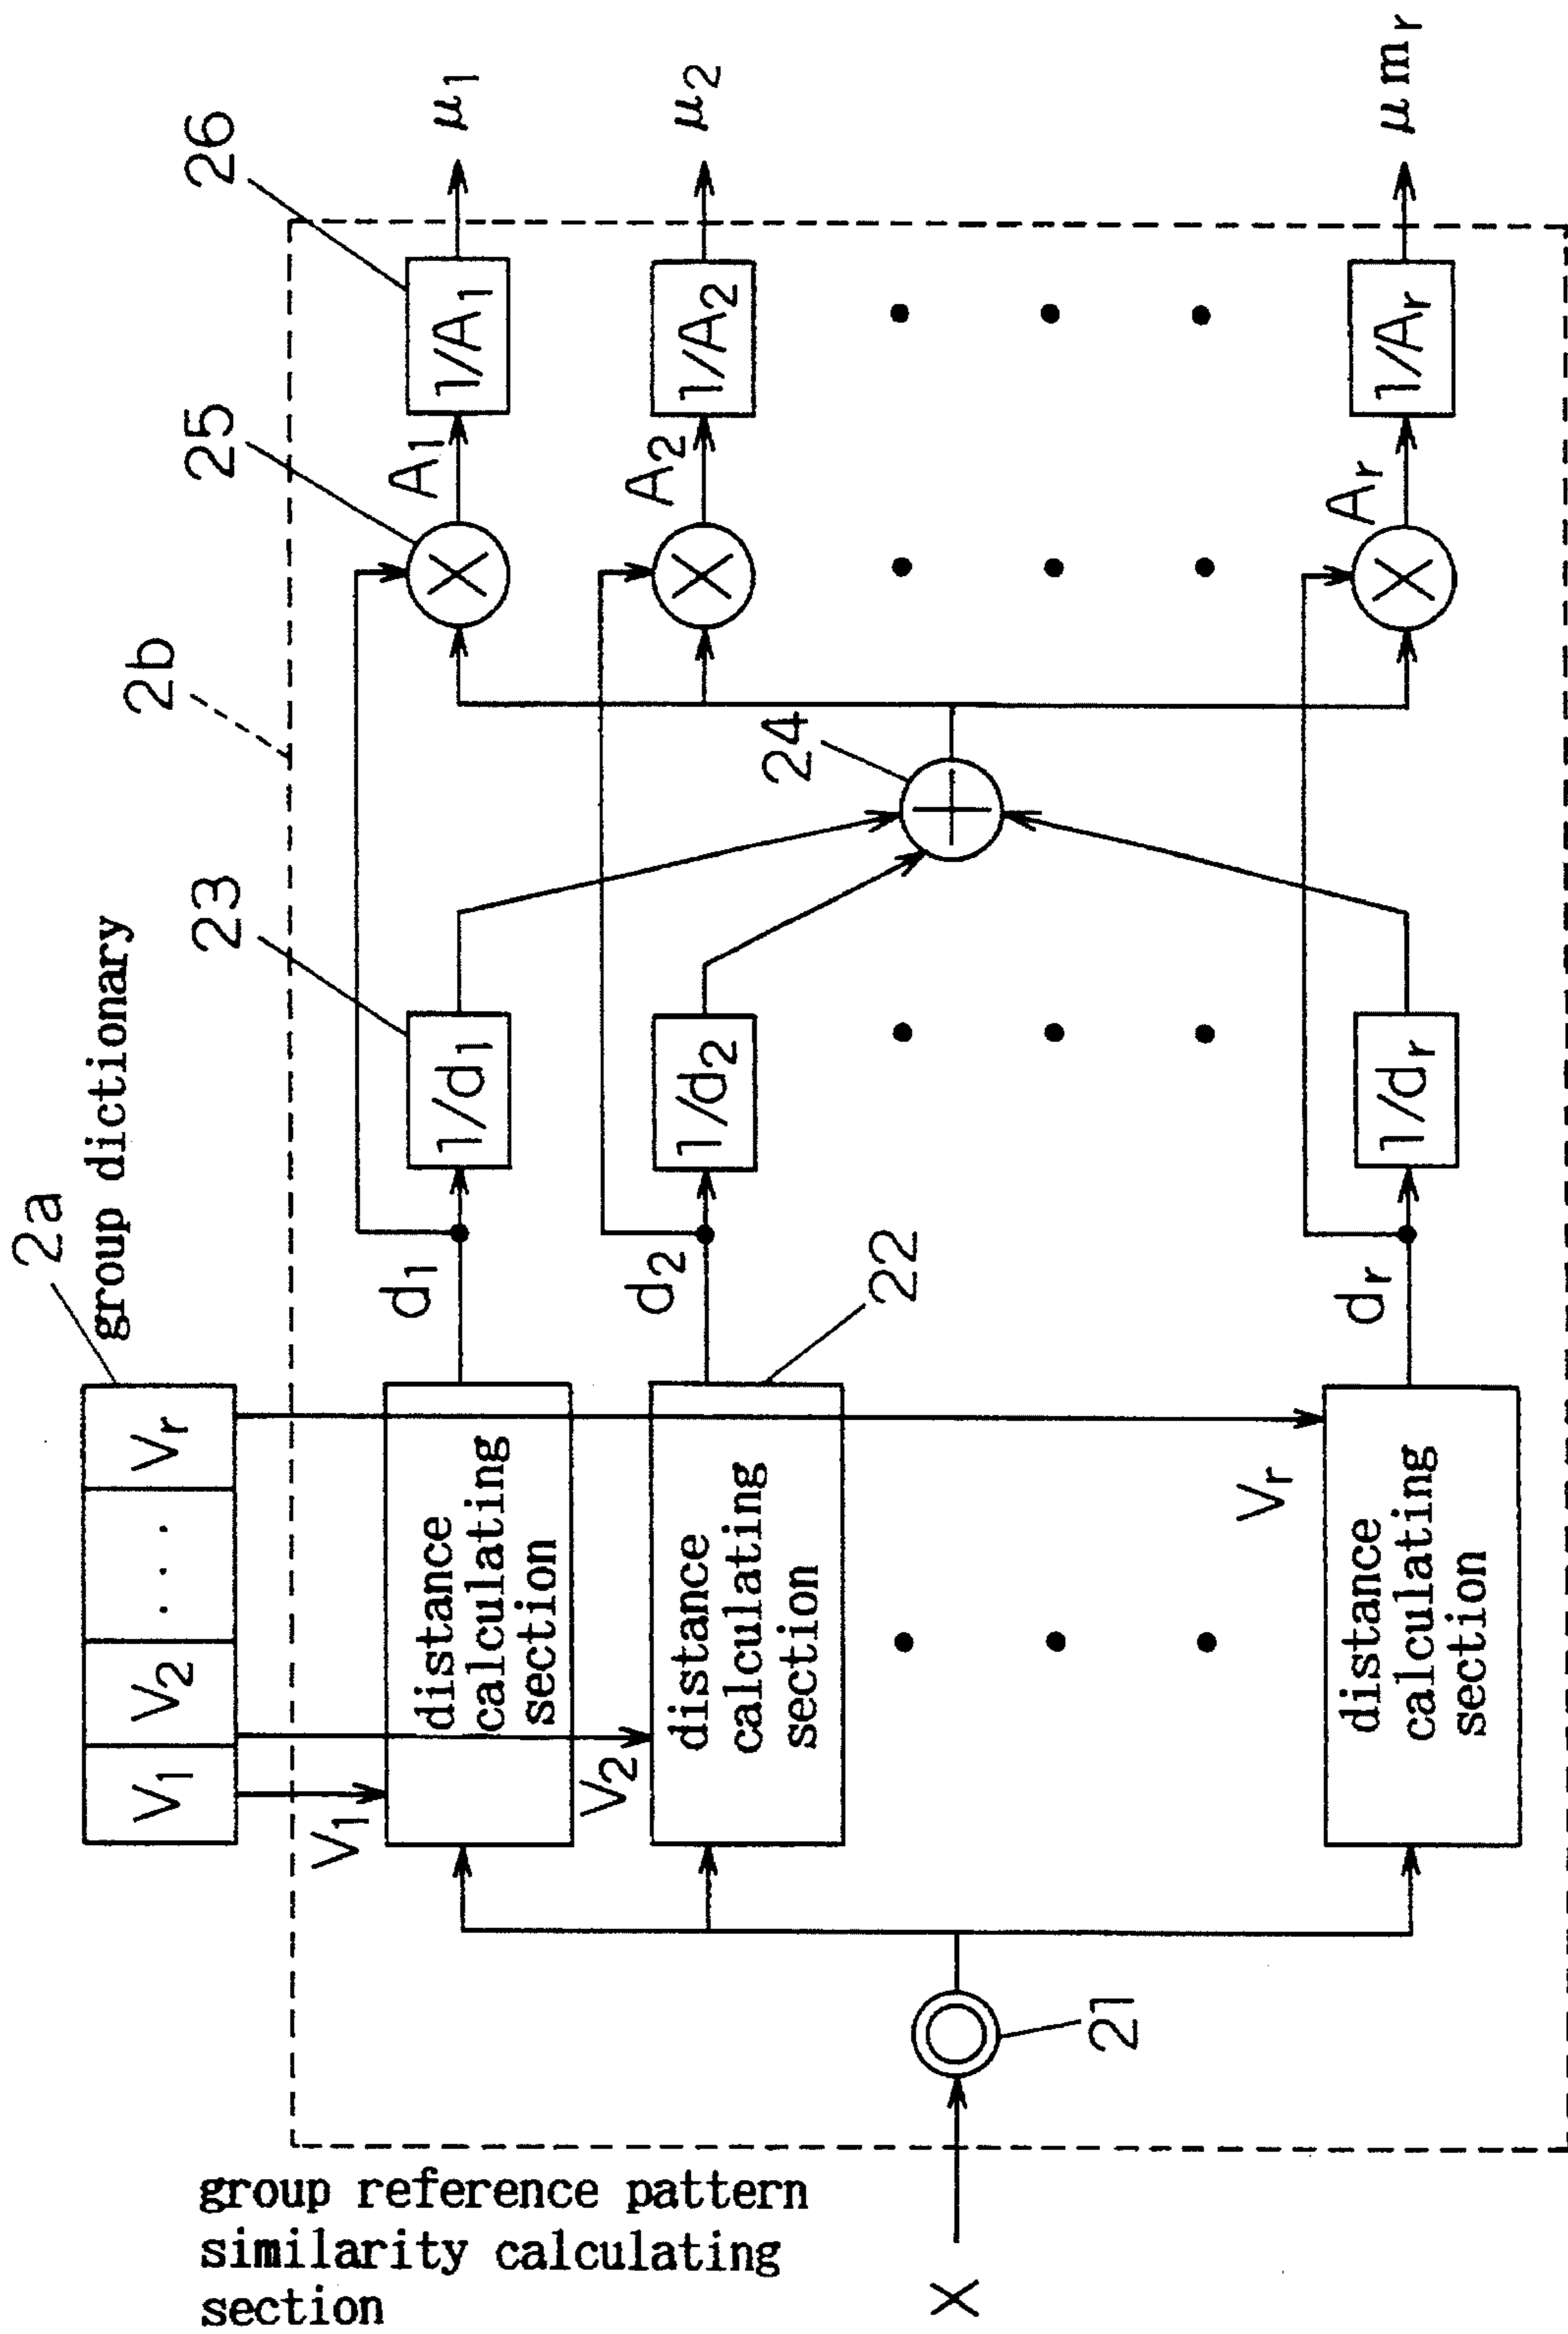 2a
group dictionary
V1 V2 ... Vr
2b
V1
distance
calculating
section
d1
23
1/d1
25
A1
26
1/A1
μ1
V2
distance
calculating
section
22
d2
1/d2
A2
1/A2
μ2
24
X
21
Vr
distance
calculating
section
dr
1/dr
Ar
1/Ar
μmr
group reference pattern
similarity calculating
section